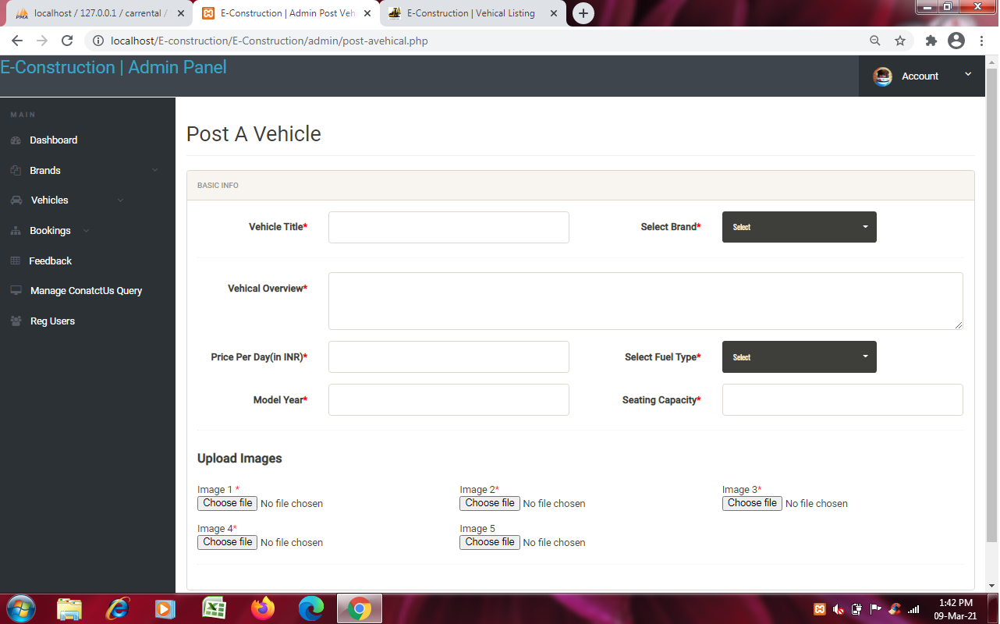 PMA localhost / 127.0.0.1 / carrental /
E-Construction | Admin Post Veh
E-Construction | Vehical Listing
localhost/E-construction/E-Construction/admin/post-avehical.php
E-Construction | Admin Panel
Account
MAIN
Dashboard
Brands
Vehicles
Bookings
Feedback
Manage ConatctUs Query
Reg Users
Post A Vehicle
BASIC INFO
Vehicle Title*
Select Brand*
Select
Vehical Overview*
Price Per Day(in INR)*
Select Fuel Type*
Select
Model Year*
Seating Capacity*
Upload Images
Image 1 *
Choose file No file chosen
Image 2*
Choose file No file chosen
Image 3*
Choose file No file chosen
Image 4*
Choose file No file chosen
Image 5
Choose file No file chosen
1:42 PM
09-Mar-21